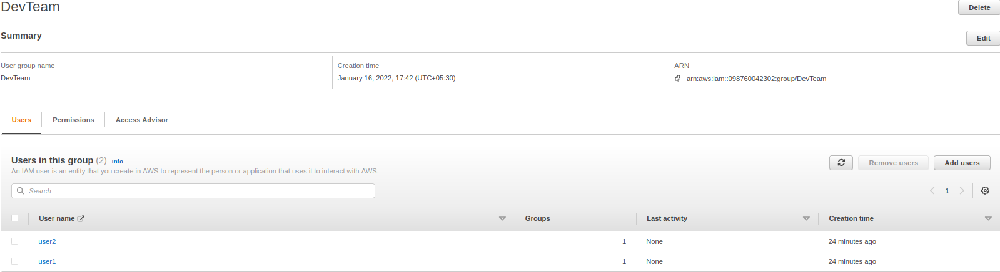 DevTeam
Delete
Summary
Edit
User group name
DevTeam
Creation time
January 16, 2022, 17:42 (UTC+05:30)
ARN
arn:aws:iam::098760042302:group/DevTeam
Users Permissions Access Advisor
Users in this group (2) Info
An IAM user is an entity that you create in AWS to represent the person or application that uses it to interact with AWS.
Remove users Add users
Search
1
User name Groups Last activity Creation time
user2 1 None 24 minutes ago
user1 1 None 24 minutes ago